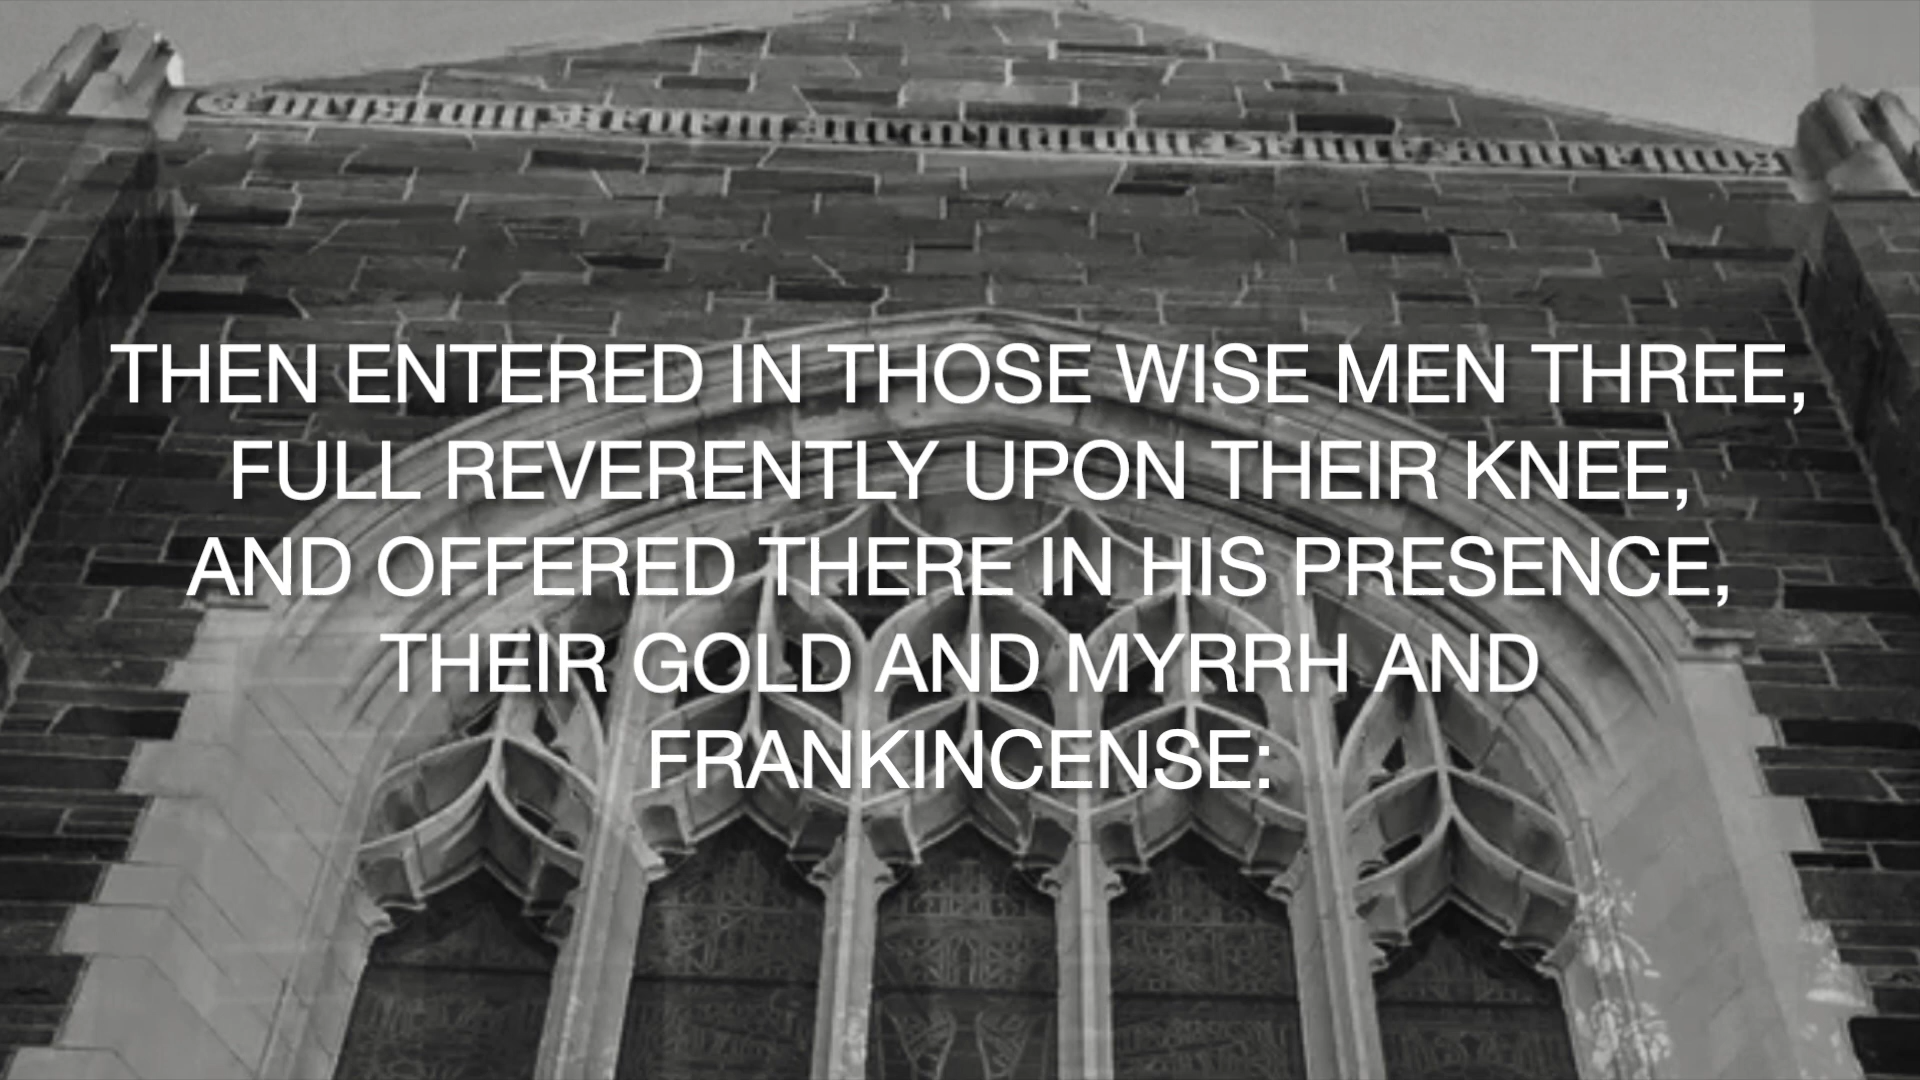 THEN ENTERED IN THOSE WISE MEN THREE,
FULL REVERENTLY UPON THEIR KNEE,
AND OFFERED THERE IN HIS PRESENCE,
THEIR GOLD AND MYRRH AND
FRANKINCENSE: